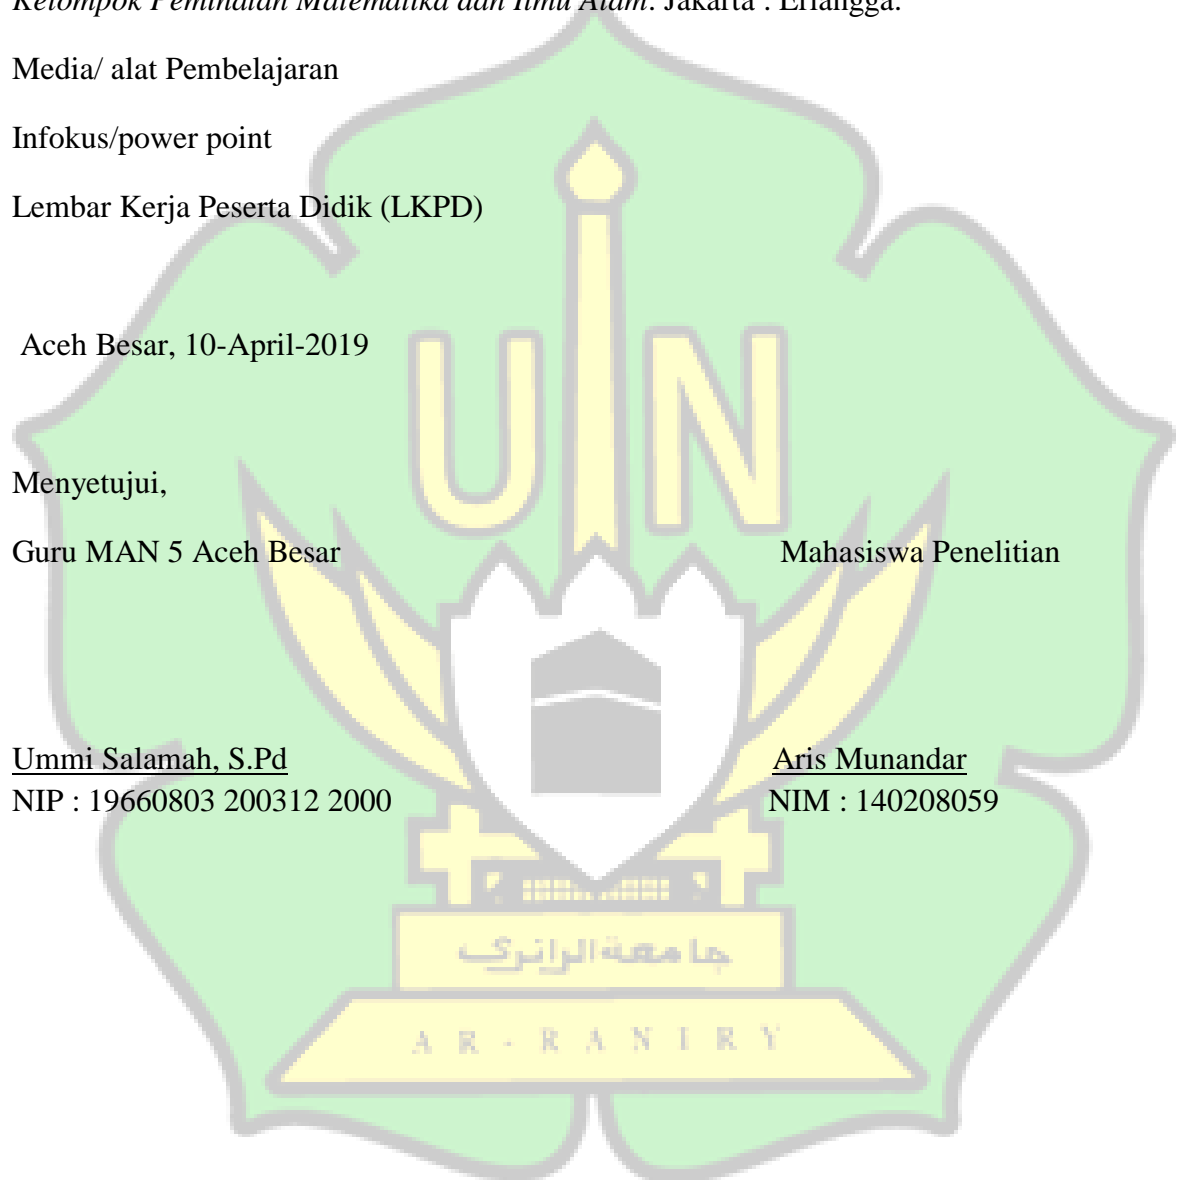 Kelompok Peminatan Matematika dan Ilmu Alam. Jakarta : Erlangga.
Media/ alat Pembelajaran
Infokus/power point
Lembar Kerja Peserta Didik (LKPD)
Aceh Besar, 10-April-2019
UIN
Menyetujui,
Guru MAN 5 Aceh Besar Mahasiswa Penelitian
Ummi Salamah, S.Pd Aris Munandar
NIP : 19660803 200312 2000 NIM : 140208059
جامعة الرانري
AR-RANIRY